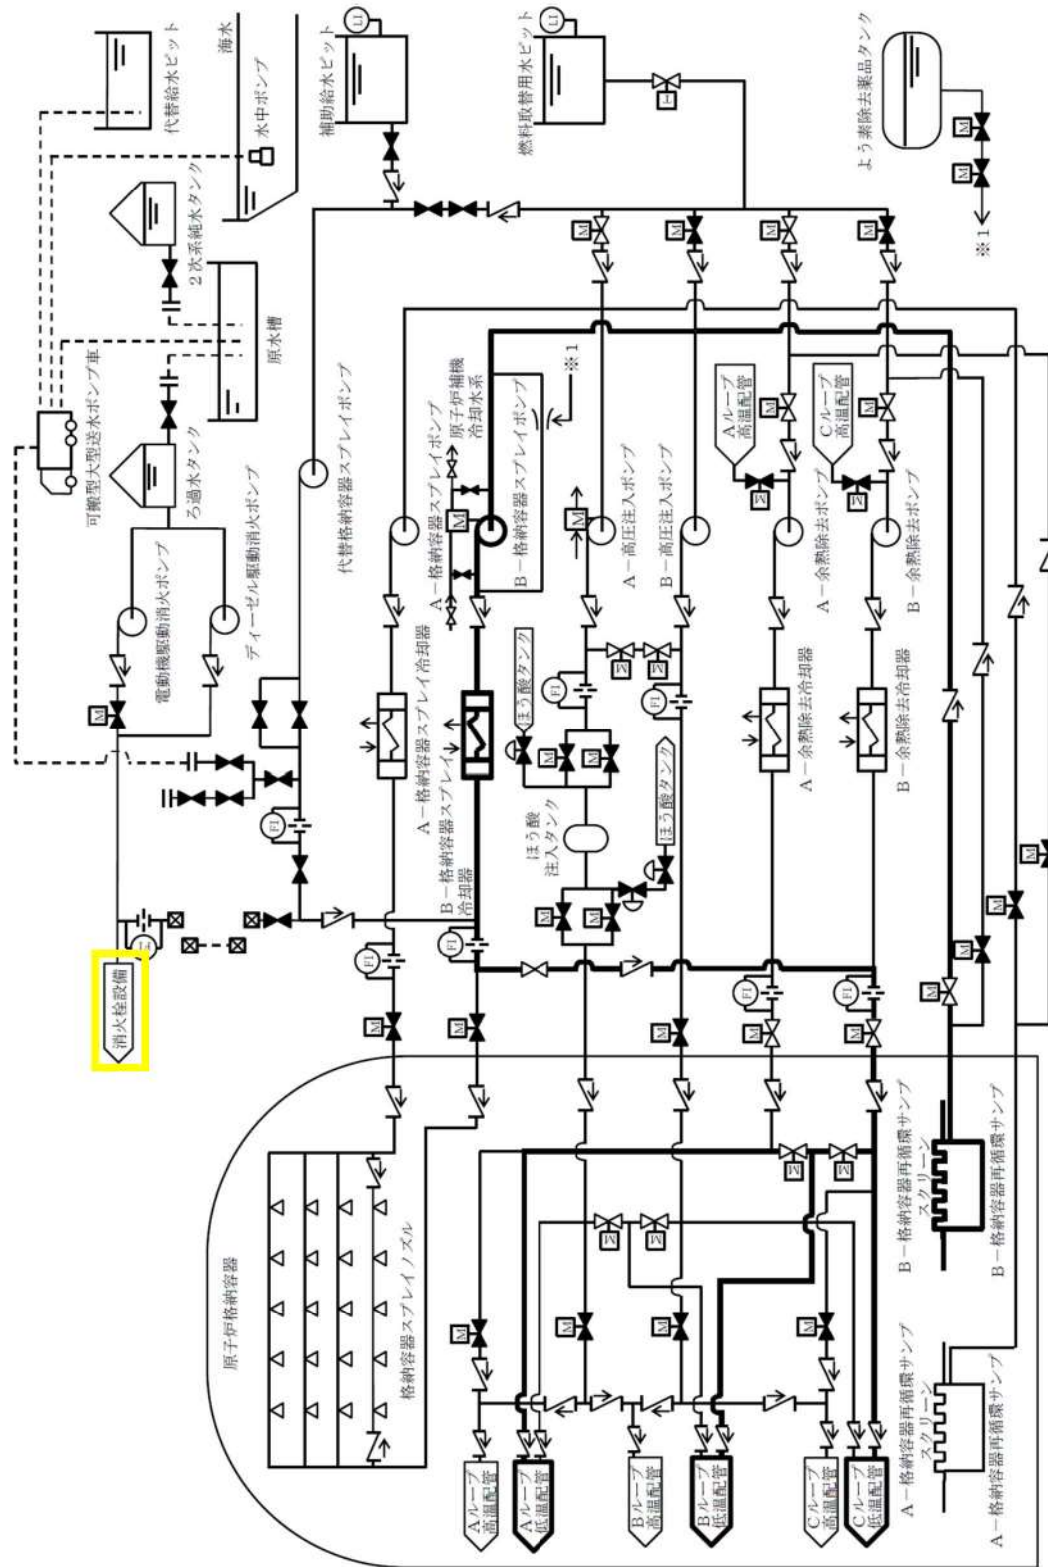 代替給水ピット
海水
水中ポンプ
2次系純水タンク
原水槽
可搬型大型送水ポンプ車
ろ過水タンク
電動機駆動消火ポンプ
ディーゼル駆動消火ポンプ
消火栓設備
FI
補助給水ピット
LI
燃料取替用水ピット
LI
よう素除去薬品タンク
M
M
※1
代替格納容器スプレイポンプ
A-格納容器スプレイポンプ
原子炉補機
冷却水系
B-格納容器スプレイポンプ
※1
A-高圧注入ポンプ
B-高圧注入ポンプ
Aループ
高温配管
Cループ
高温配管
A-余熱除去ポンプ
B-余熱除去ポンプ
A-格納容器スプレイ冷却器
B-格納容器スプレイ
冷却器
ほう酸タンク
ほう酸
注入タンク
ほう酸タンク
A-余熱除去冷却器
B-余熱除去冷却器
原子炉格納容器
格納容器スプレイノズル
Aループ
高温配管
Aループ
低温配管
Bループ
高温配管
Bループ
低温配管
Cループ
高温配管
Cループ
低温配管
B-格納容器再循環サンプ
スクリーン
B-格納容器再循環サンプ
A-格納容器再循環サンプ
スクリーン
A-格納容器再循環サンプ